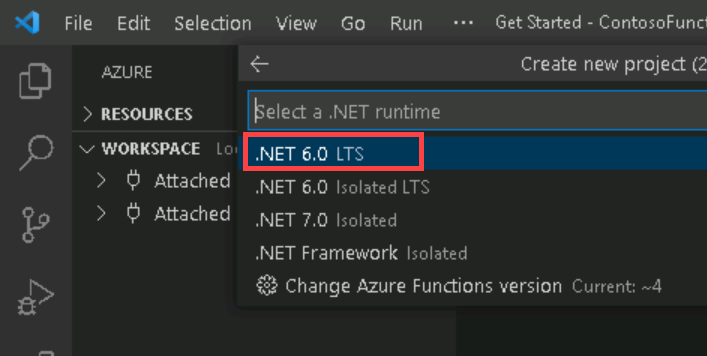 File Edit Selection View Go Run ··· Get Started - ContosoFunct
AZURE
RESOURCES
WORKSPACE Lo
Attached
Attached
Create new project (2
Select a .NET runtime
.NET 6.0 LTS
.NET 6.0 Isolated LTS
.NET 7.0 Isolated
.NET Framework Isolated
Change Azure Functions version Current: ~4